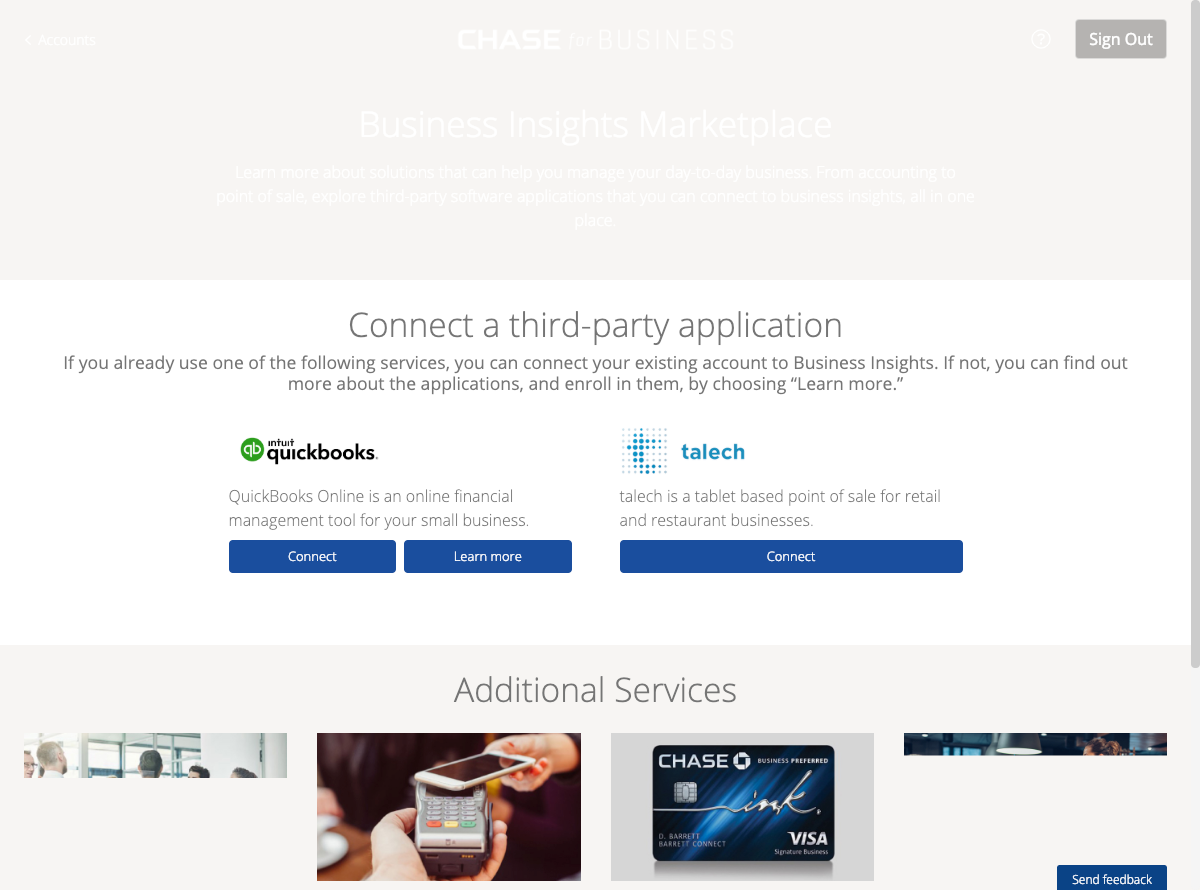 Accounts
CHASE for BUSINESS
Sign Out
Business Insights Marketplace
Learn more about solutions that can help you manage your day-to-day business. From accounting to
point of sale, explore third-party software applications that you can connect to business insights, all in one
place.
Connect a third-party application
If you already use one of the following services, you can connect your existing account to Business Insights. If not, you can find out
more about the applications, and enroll in them, by choosing “Learn more.”
intuit
qb quickbooks.
talech
QuickBooks Online is an online financial
management tool for your small business.
talech is a tablet based point of sale for retail
and restaurant businesses.
Connect
Learn more
Connect
Additional Services
CHASE BUSINESS PREFERRED
ink.
D. BARRETT
BARRETT CONNECT
VISA
Signature Business
Send feedback